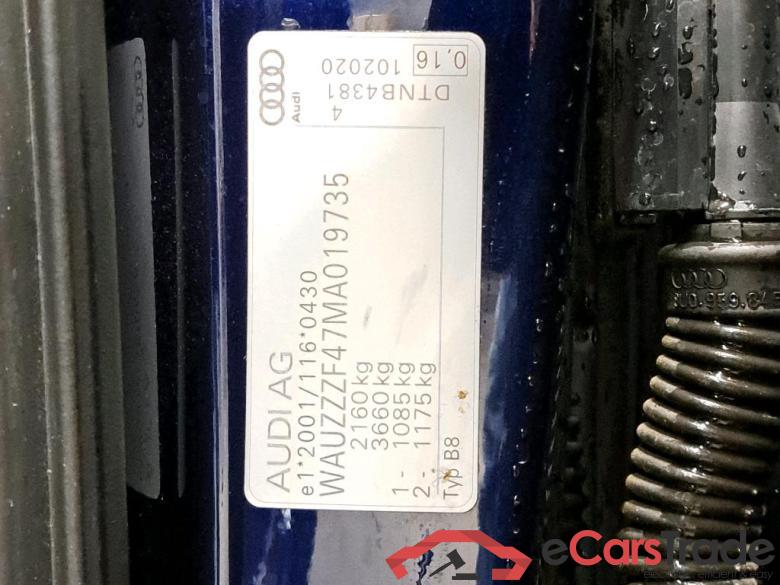 AUDI AG
e1*2001/116*0430
WAUZZZF47MA019735
2160kg
3660kg
1- 1085kg
2- 1175kg
Typ B8
4
DTNB4381
102020
0,16
Audi
eCarsTrade